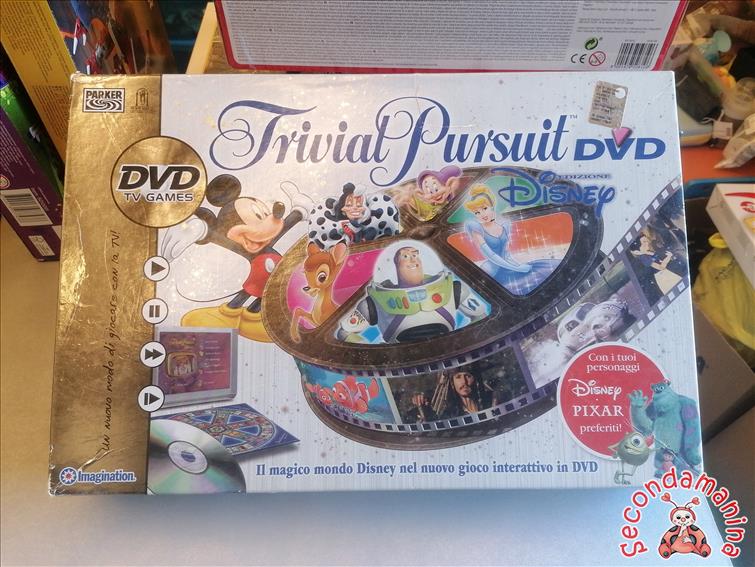 PARKER
Trivial Pursuit DVD
™
EDIZIONE
Disney
DVD
TV GAMES
Un nuovo modo di giocare con la TV!
Con i tuoi
personaggi
Disney
PIXAR
preferiti!
Il magico mondo Disney nel nuovo gioco interattivo in DVD
Imagination.
Secondamanina